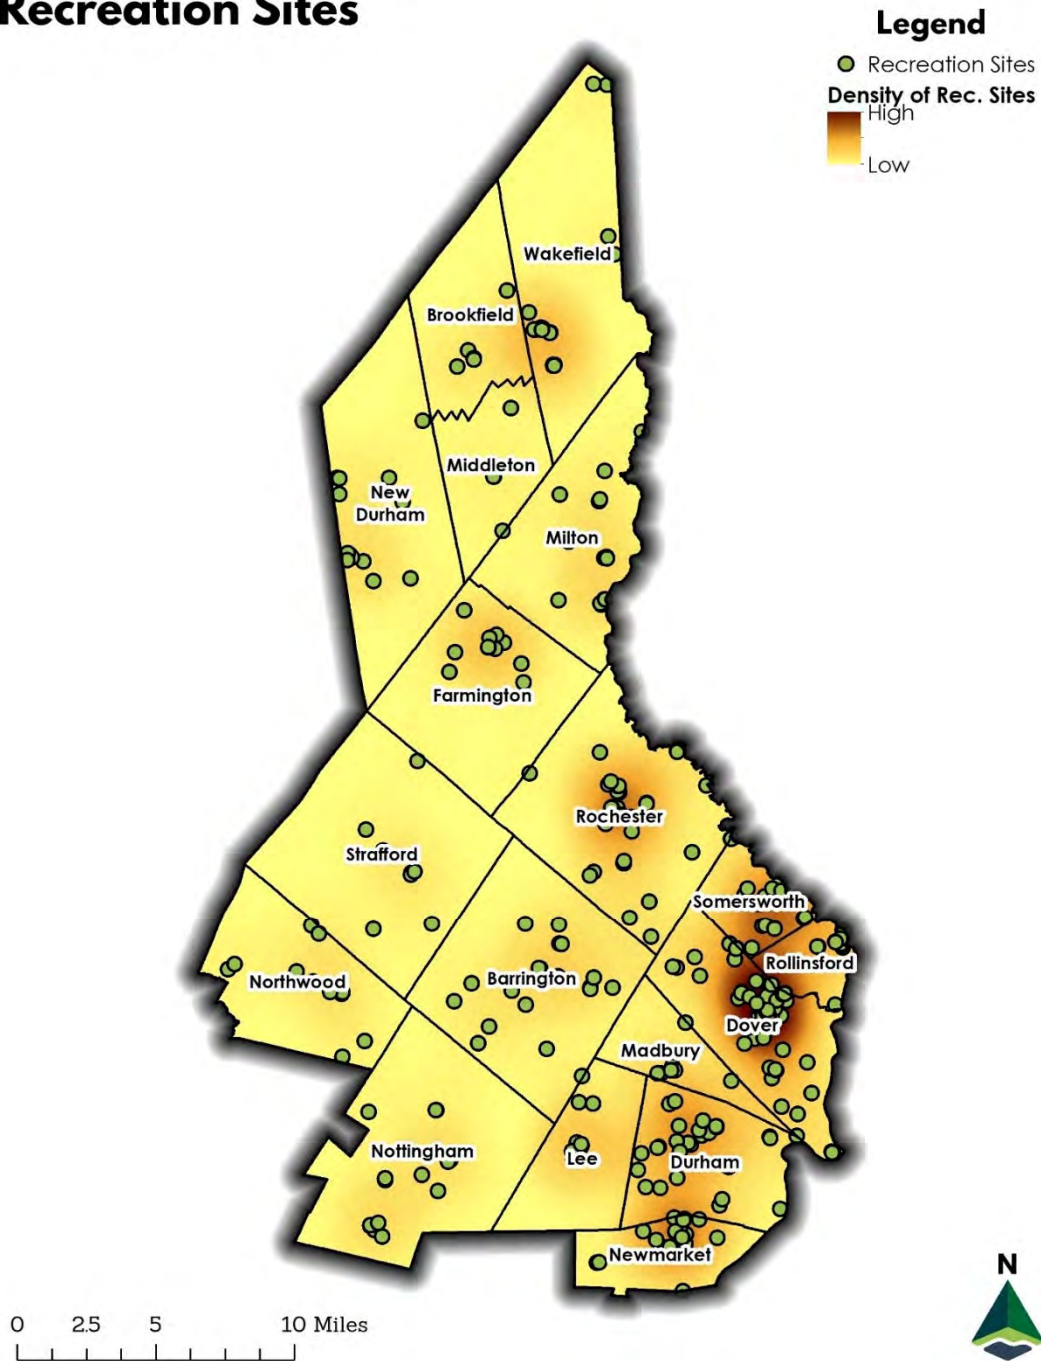 Recreation Sites
Legend
Recreation Sites
Density of Rec. Sites
High
Low
Wakefield
Brookfield
Middleton
New
Durham
Milton
Farmington
Rochester
Strafford
Somersworth
Rollinsford
Northwood
Barrington
Dover
Madbury
Nottingham
Lee
Durham
Newmarket
N
0 2.5 5 10 Miles